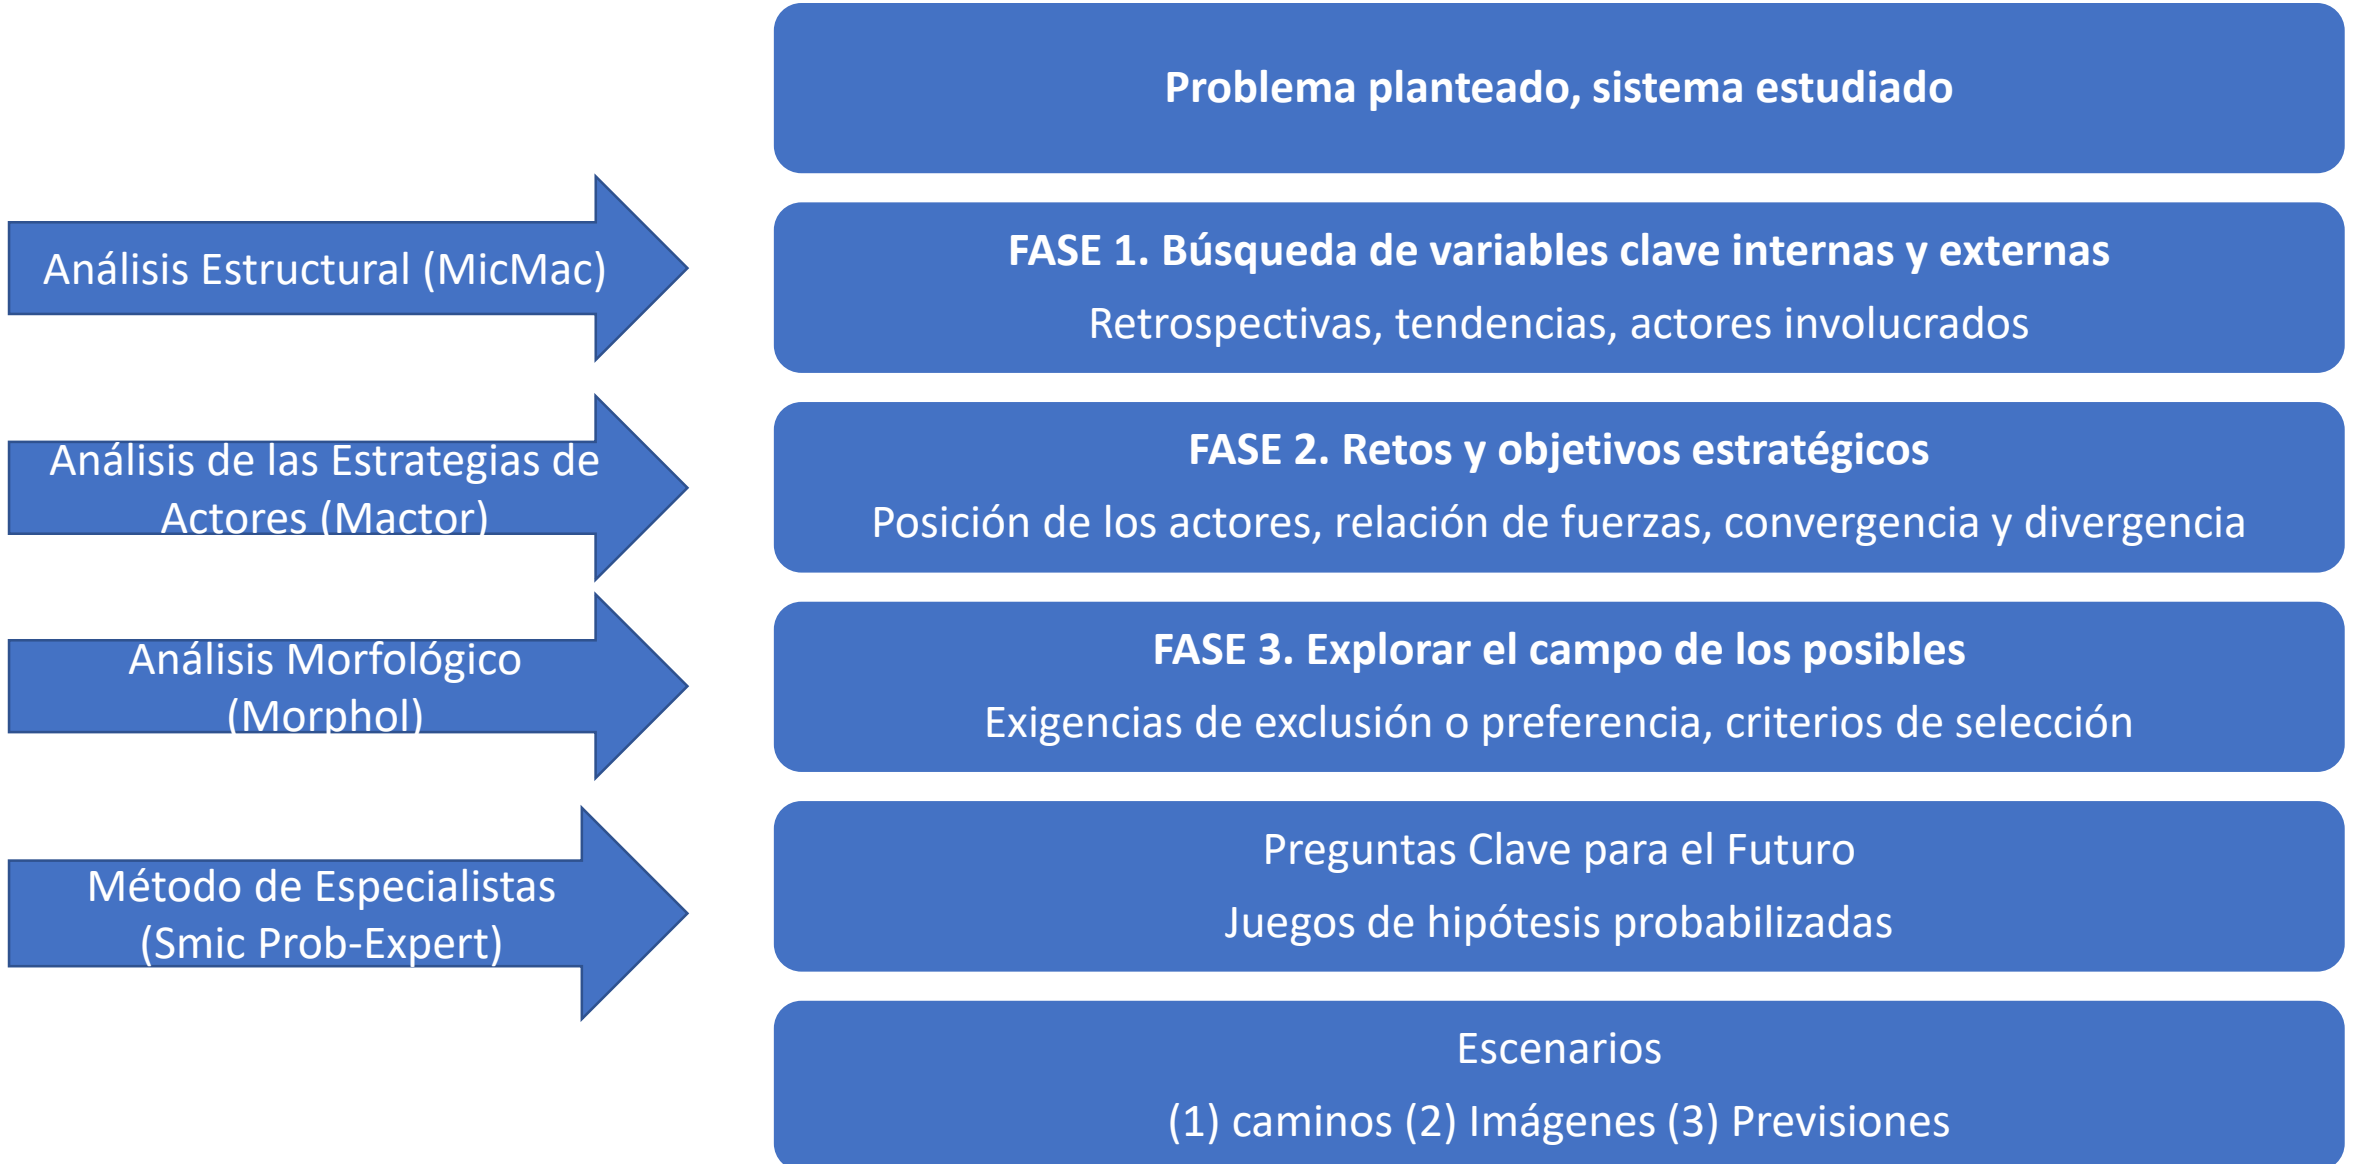 Problema planteado, sistema estudiado
Análisis Estructural (MicMac)
FASE 1. Búsqueda de variables clave internas y externas
Retrospectivas, tendencias, actores involucrados
Análisis de las Estrategias de
Actores (Mactor)
FASE 2. Retos y objetivos estratégicos
Posición de los actores, relación de fuerzas, convergencia y divergencia
Análisis Morfológico
(Morphol)
FASE 3. Explorar el campo de los posibles
Exigencias de exclusión o preferencia, criterios de selección
Método de Especialistas
(Smic Prob-Expert)
Preguntas Clave para el Futuro
Juegos de hipótesis probabilizadas
Escenarios
(1) caminos (2) Imágenes (3) Previsiones